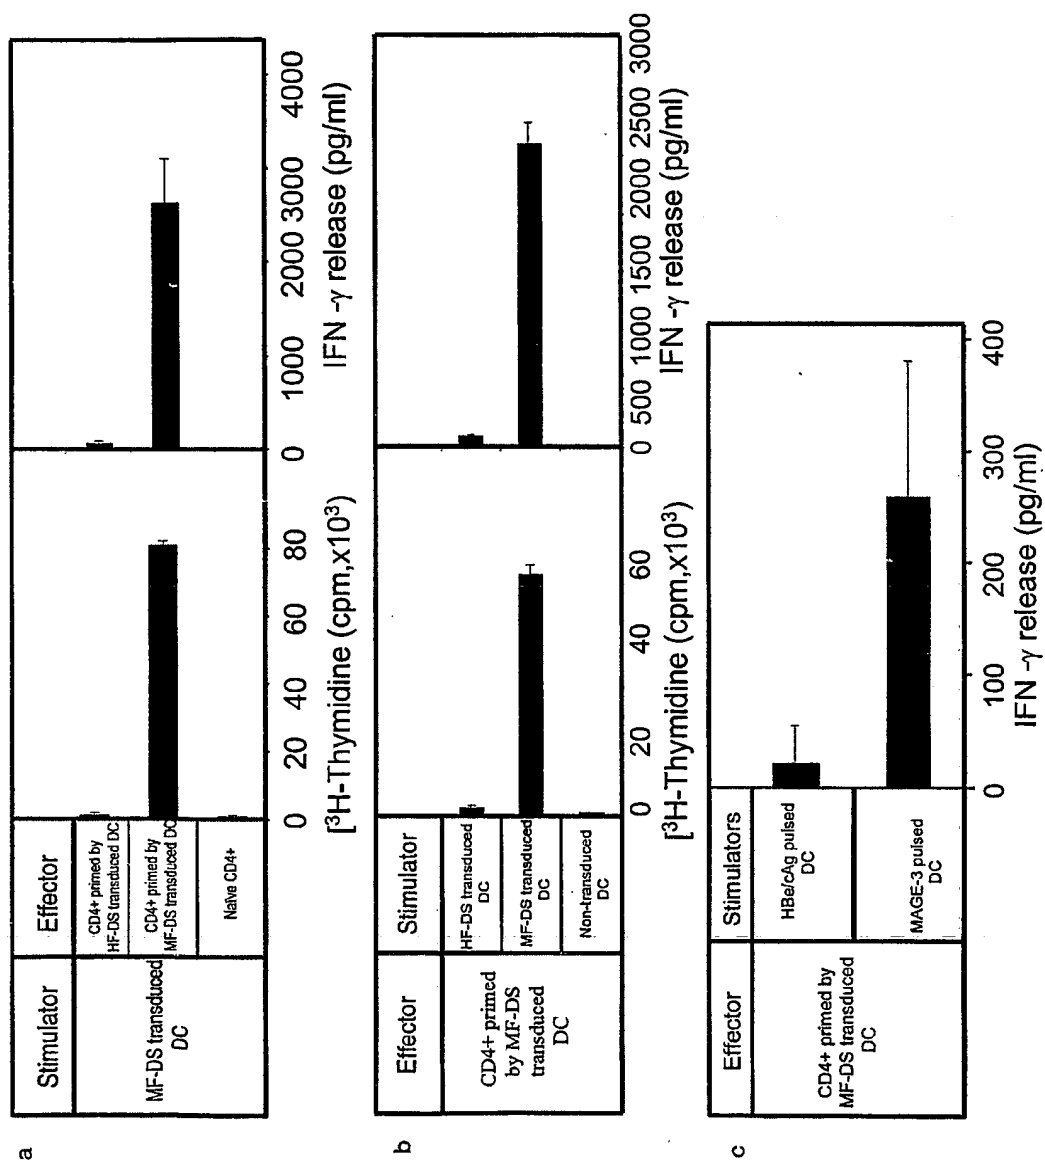 a
Stimulator
Effector
MF-DS transduced
DC
CD4+ primed by
HF-DS transduced DC
CD4+ primed by
MF-DS transduced DC
Naïve CD4+
0 20 40 60 80
[³H-Thymidine (cpm,x10³)
0 1000 2000 3000 4000
IFN -γ release (pg/ml)
b
Effector
Stimulator
CD4+ primed
by MF-DS
transduced
DC
HF-DS transduced
DC
MF-DS transduced
DC
Non-transduced
DC
0 20 40 60
[³H-Thymidine (cpm,x10³)
0 500 1000 1500 2000 2500 3000
IFN -γ release (pg/ml)
c
Effector
Stimulators
CD4+ primed by
MF-DS transduced
DC
HBe/cAg pulsed
DC
MAGE-3 pulsed
DC
0 100 200 300 400
IFN -γ release (pg/ml)